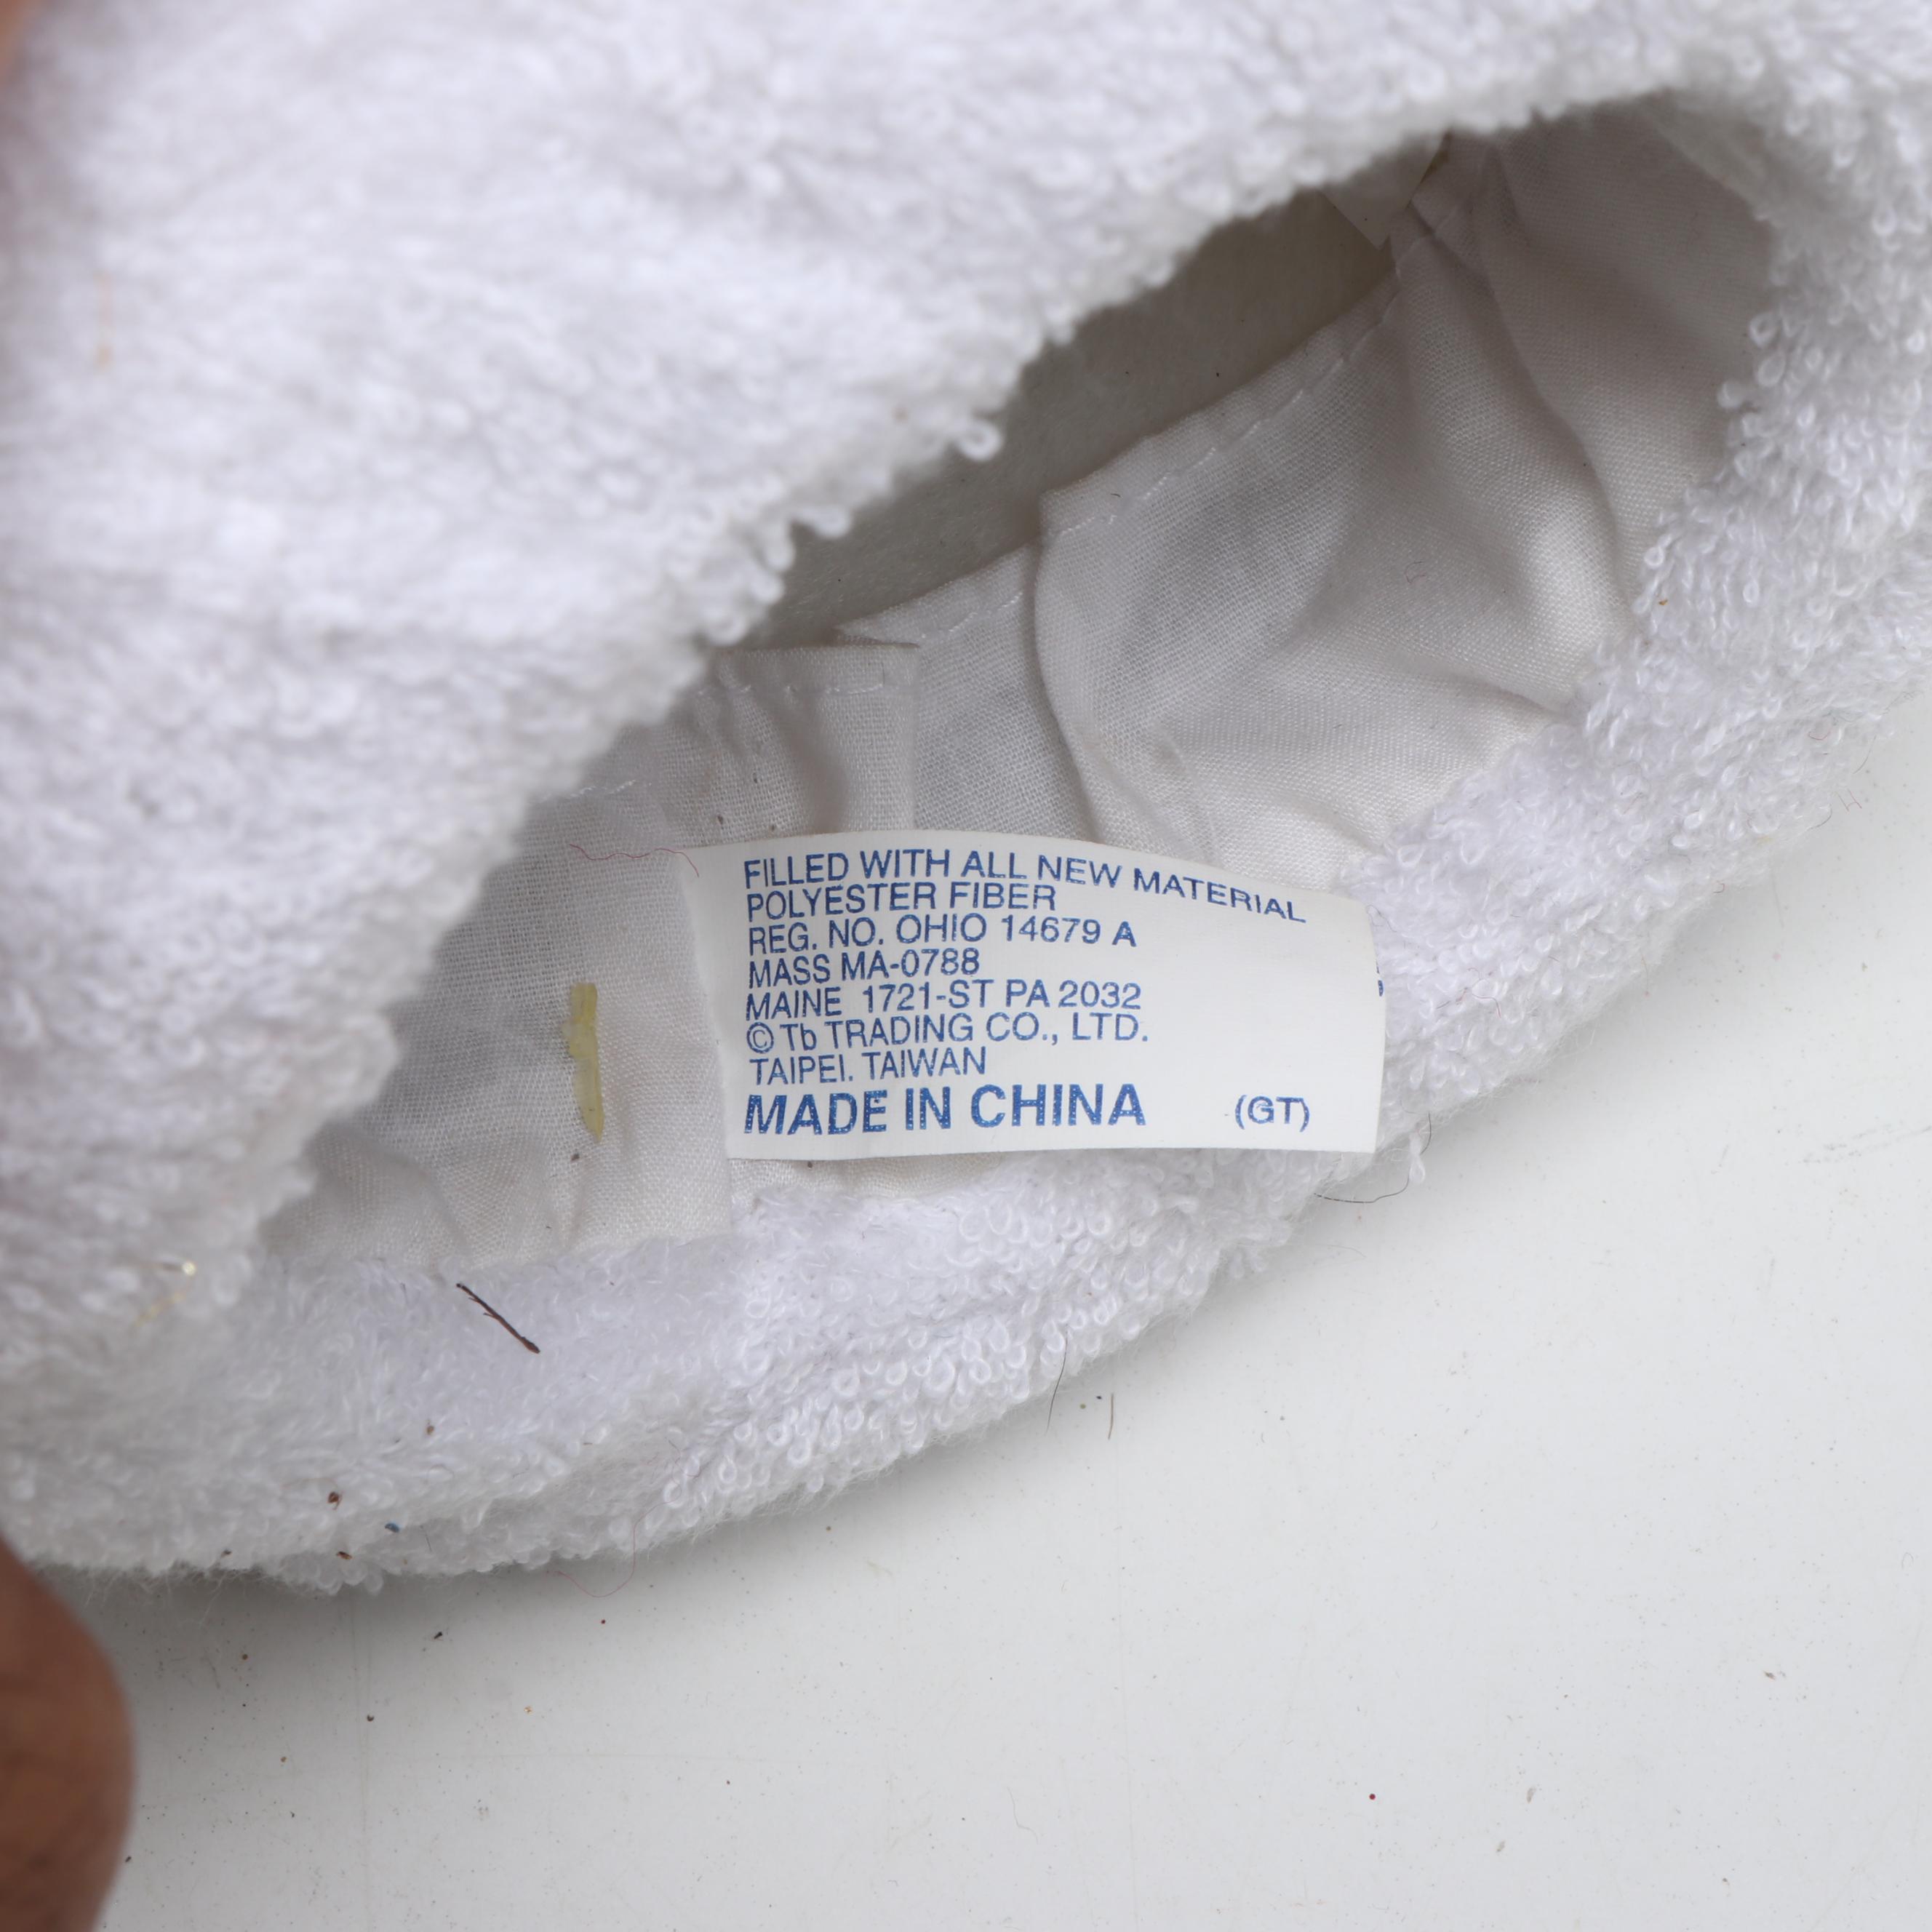 FILLED WITH ALL NEW MATERIAL
POLYESTER FIBER
REG. NO. OHIO 14679 A
MASS MA-0788
MAINE 1721-ST PA 2032
© Tb TRADING CO., LTD.
TAIPEI. TAIWAN
MADE IN CHINA (GT)